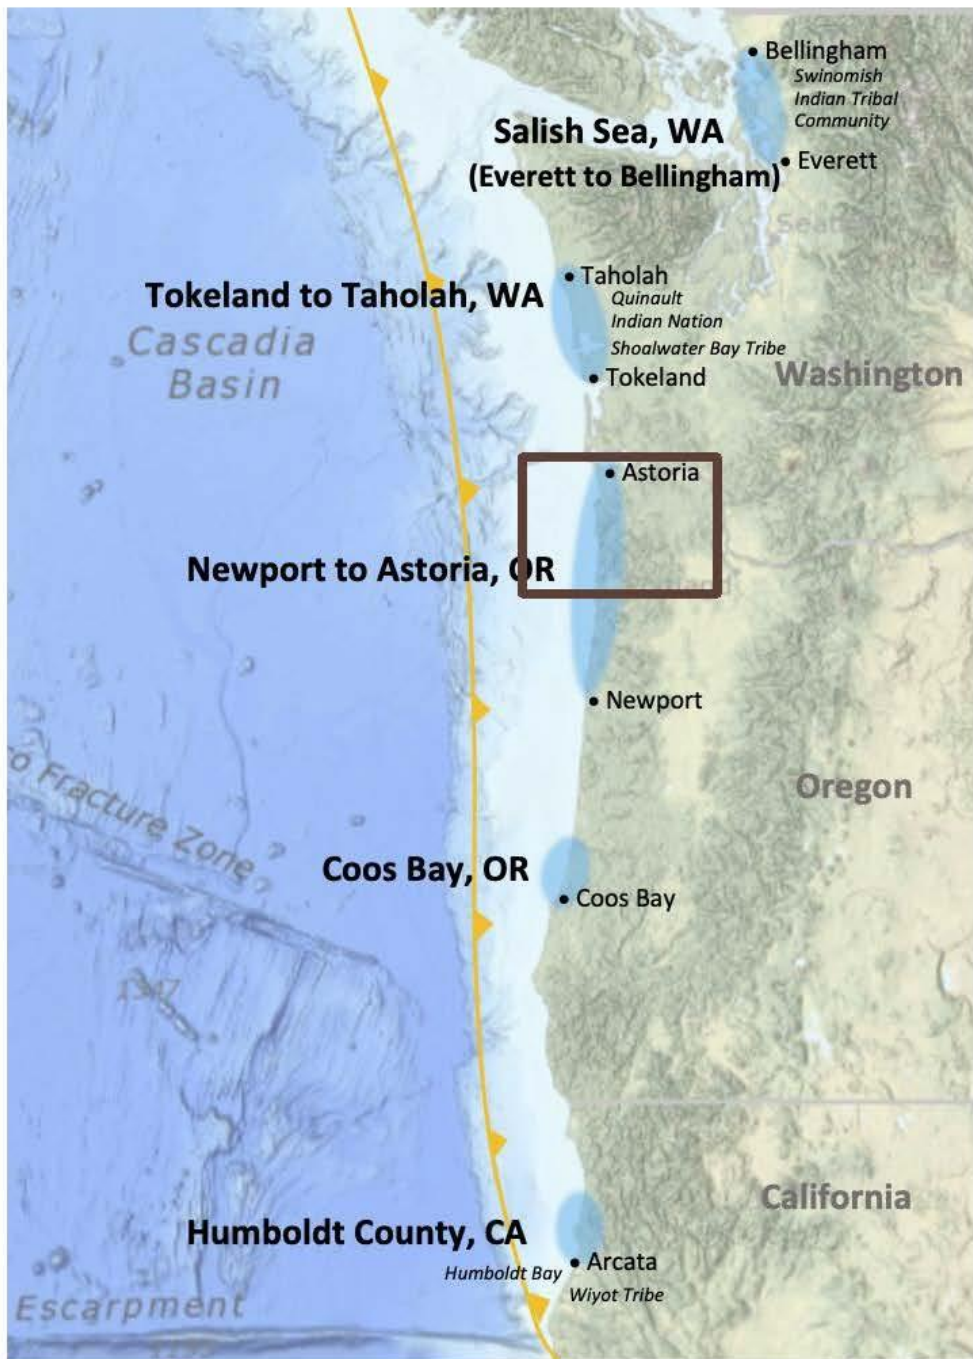 Bellingham
Swinomish
Indian Tribal
Community
Salish Sea, WA
(Everett to Bellingham)
Everett
Taholah
Tokeland to Taholah, WA
Quinault
Indian Nation
Shoalwater Bay Tribe
Cascadia
Basin
Tokeland
Washington
Astoria
Newport to Astoria, OR
Newport
o Fracture Zone
Oregon
Coos Bay, OR
Coos Bay
California
Humboldt County, CA
Arcata
Humboldt Bay
Wiyot Tribe
Escarpment